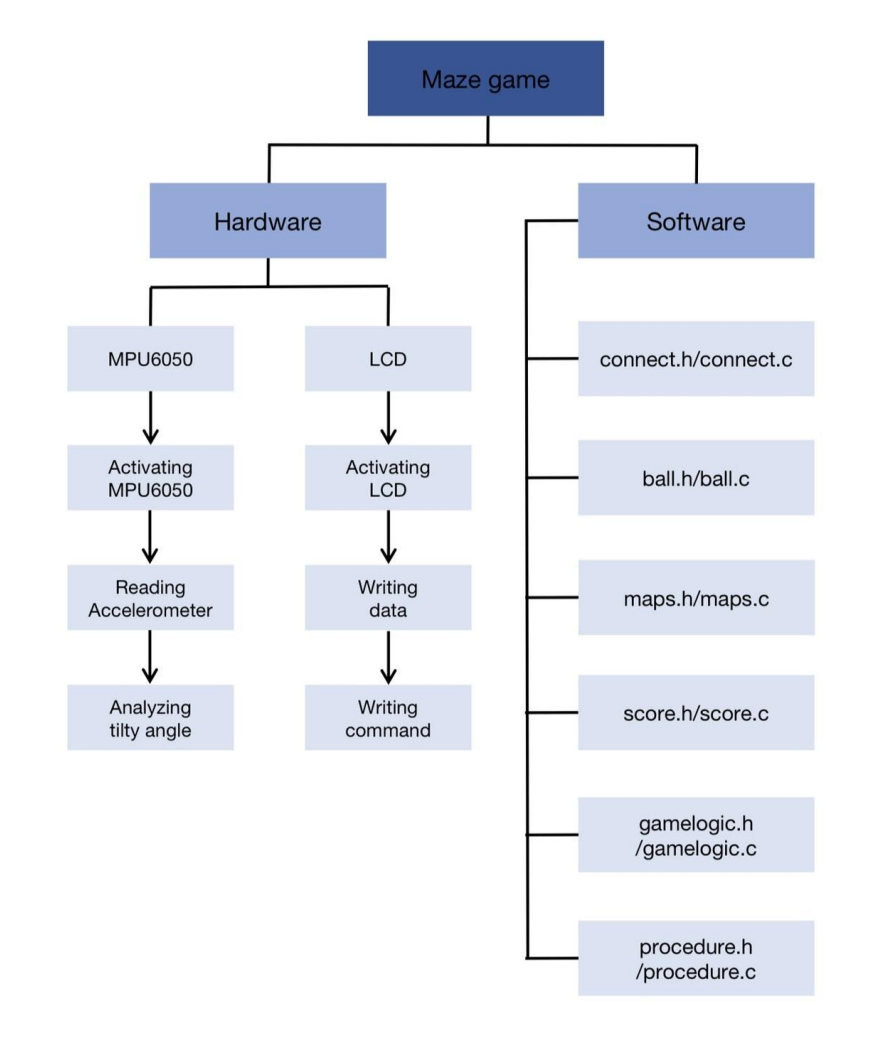 Maze game
Hardware
Software
MPU6050
LCD
connect.h/connect.c
Activating
MPU6050
Activating
LCD
ball.h/ball.c
Reading
Accelerometer
Writing
data
maps.h/maps.c
Analyzing
tilty angle
Writing
command
score.h/score.c
gamelogic.h
/gamelogic.c
procedure.h
/procedure.c